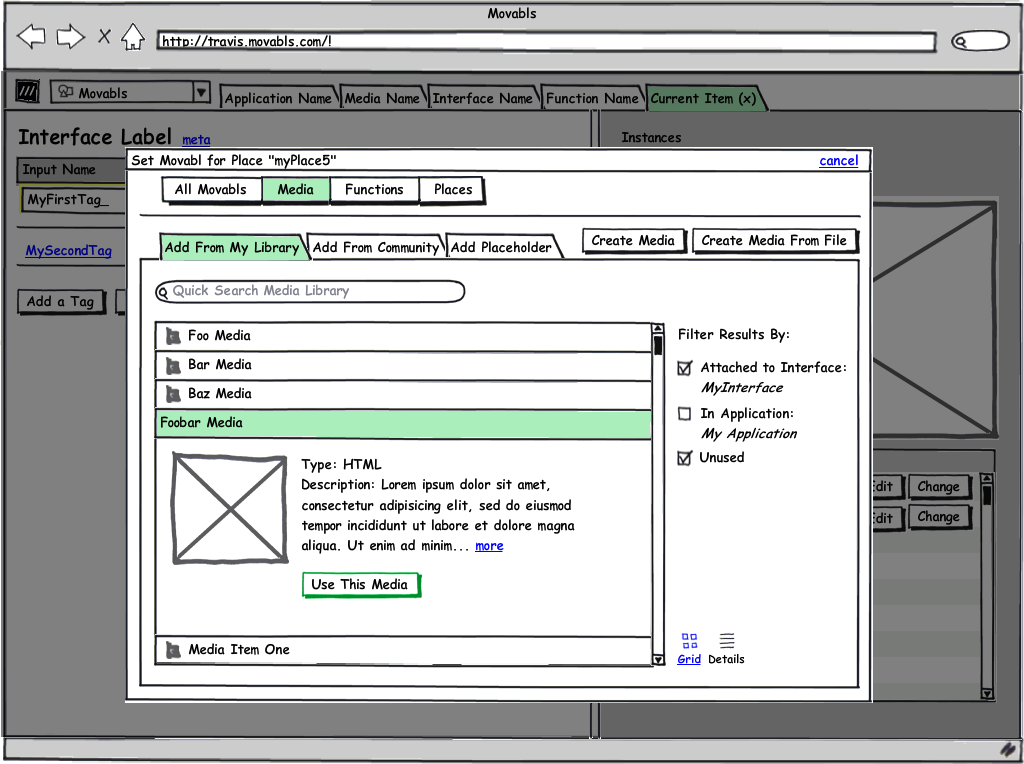 Movabls
http://travis.movabls.com/!
Movabls
Application Name
Media Name
Interface Name
Function Name
Current Item (x)
Interface Label meta
Instances
Input Name
MyFirstTag_
MySecondTag
Add a Tag
Set Movabl for Place "myPlace5"
cancel
All Movabls
Media
Functions
Places
Add From My Library
Add From Community
Add Placeholder
Create Media
Create Media From File
Quick Search Media Library
Foo Media
Bar Media
Baz Media
Foobar Media
Type: HTML
Description: Lorem ipsum dolor sit amet,
consectetur adipisicing elit, sed do eiusmod
tempor incididunt ut labore et dolore magna
aliqua. Ut enim ad minim... more
Use This Media
Media Item One
Filter Results By:
Attached to Interface:
MyInterface
In Application:
My Application
Unused
Grid
Details
Edit
Change
Edit
Change